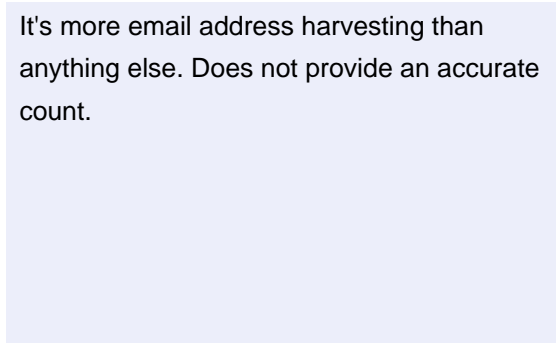 It's more email address harvesting than
anything else. Does not provide an accurate
count.